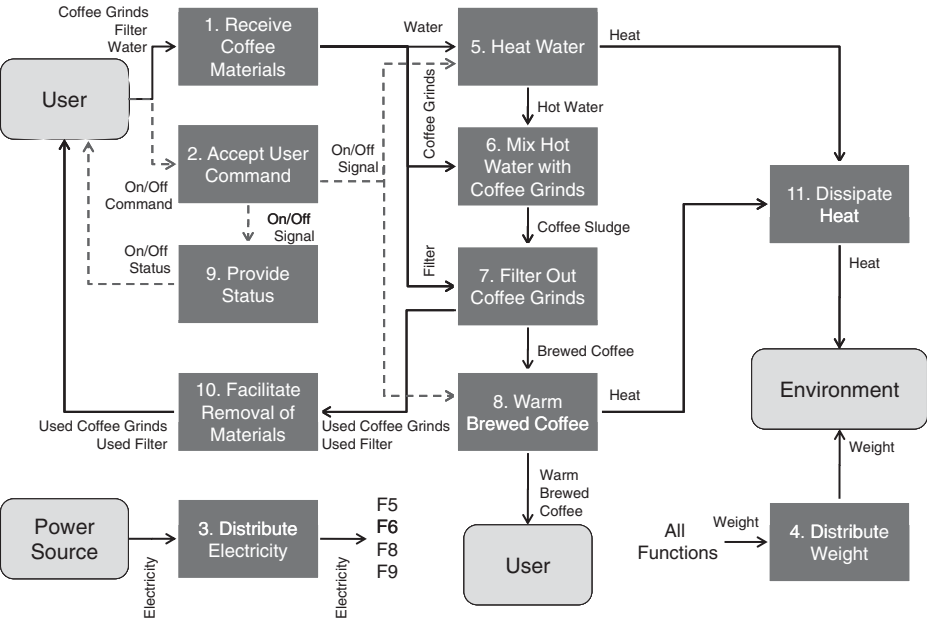 Coffee Grinds
Filter
Water
User
1. Receive
Coffee
Materials
Water
5. Heat Water
Heat
Coffee Grinds
Hot Water
2. Accept User
Command
On/Off
Signal
6. Mix Hot
Water with
Coffee Grinds
11. Dissipate
Heat
On/Off
Command
On/Off
Signal
Coffee Sludge
On/Off
Status
9. Provide
Status
Filter
7. Filter Out
Coffee Grinds
Heat
Brewed Coffee
Environment
10. Facilitate
Removal of
Materials
8. Warm
Brewed Coffee
Heat
Used Coffee Grinds
Used Filter
Used Coffee Grinds
Used Filter
Weight
Warm
Brewed
Coffee
Power
Source
Electricity
3. Distribute
Electricity
Electricity
F5
F6
F8
F9
User
All
Functions
Weight
4. Distribute
Weight